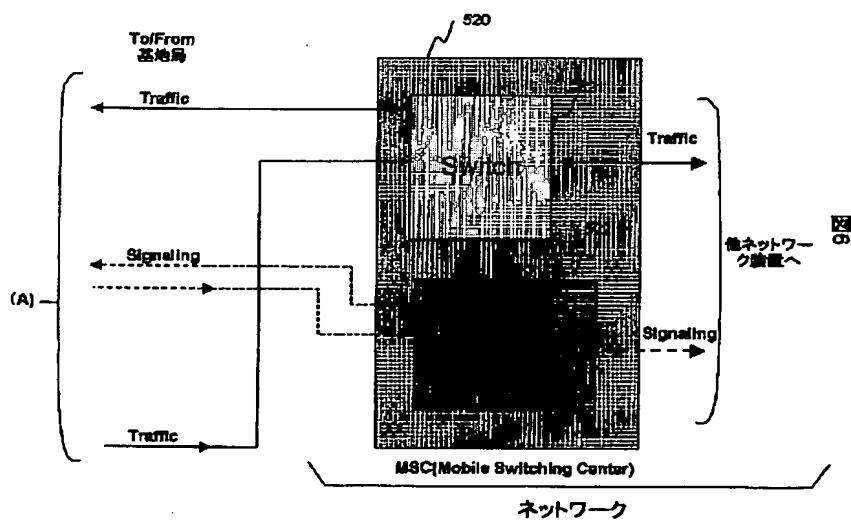 520
To/From
基地局
Traffic
Switch
Traffic
Signaling
(A)
他ネットワー
ク装置へ
Signaling
Traffic
MSC(Mobile Switching Center)
ネットワーク
図6